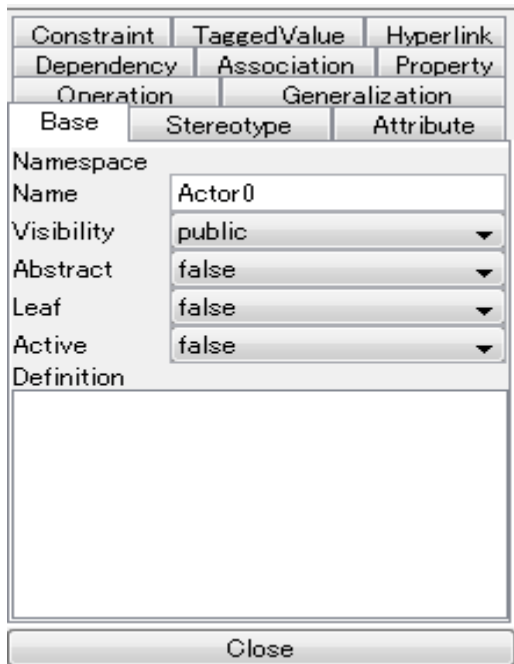 Constraint TaggedValue Hyperlink
Dependency Association Property
Operation Generalization
Base Stereotype Attribute
Namespace
Name Actor0
Visibility public
Abstract false
Leaf false
Active false
Definition
Close